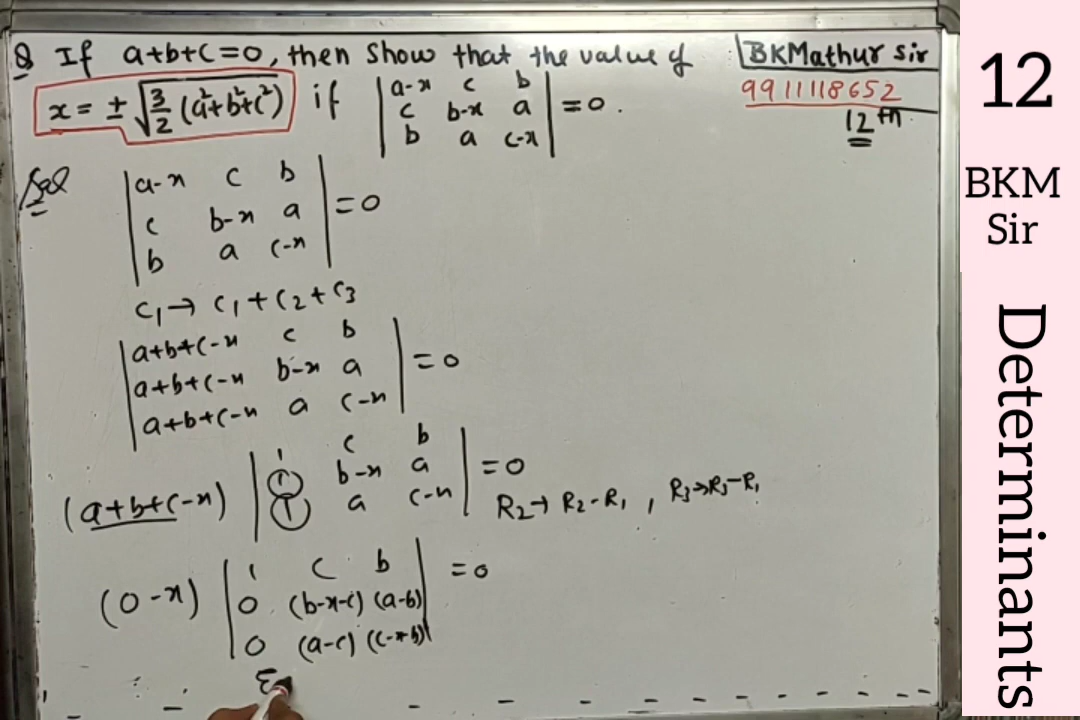 Q If a+b+c=0, then show that the value of
x = ± √3/2 (a²+b²+c²) if | a-x c b | = 0.
| c b-x a |
| b a c-x |
BKMathur sir
9911118652
12th
Sol | a-x c b | = 0
| c b-x a |
| b a c-x |
C₁→ C₁+C₂+C₃
| a+b+c-x c b |
| a+b+c-x b-x a | = 0
| a+b+c-x a c-x |
(a+b+c-x) | 1 c b | = 0
| 1 b-x a |
| 1 a c-x |
R₂→ R₂-R₁ , R₃→R₃-R₁
(0-x) | 1 c b | = 0
| 0 (b-x-c) (a-b) |
| 0 (a-c) (c-x-b) |
12
BKM
Sir
Determinants